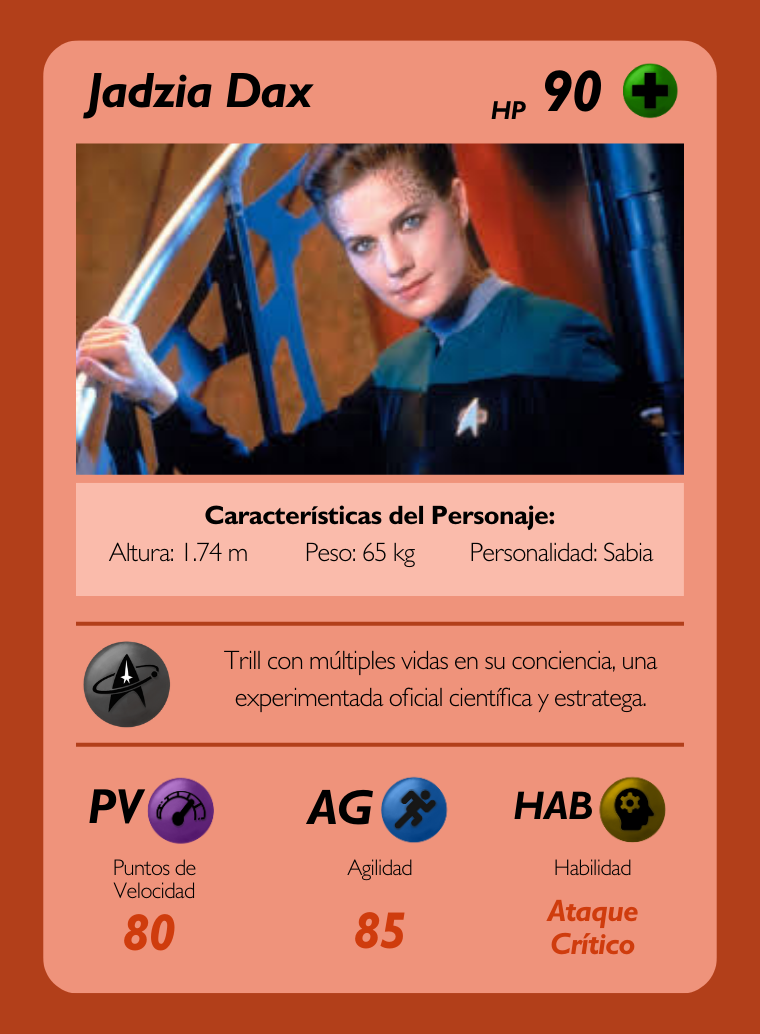 Jadzia Dax
HP 90
Características del Personaje:
Altura: 1.74 m Peso: 65 kg Personalidad: Sabia
Trill con múltiples vidas en su conciencia, una
experimentada oficial científica y estratega.
PV AG HAB
Puntos de
Velocidad
Agilidad
Habilidad
80
85
Ataque
Crítico